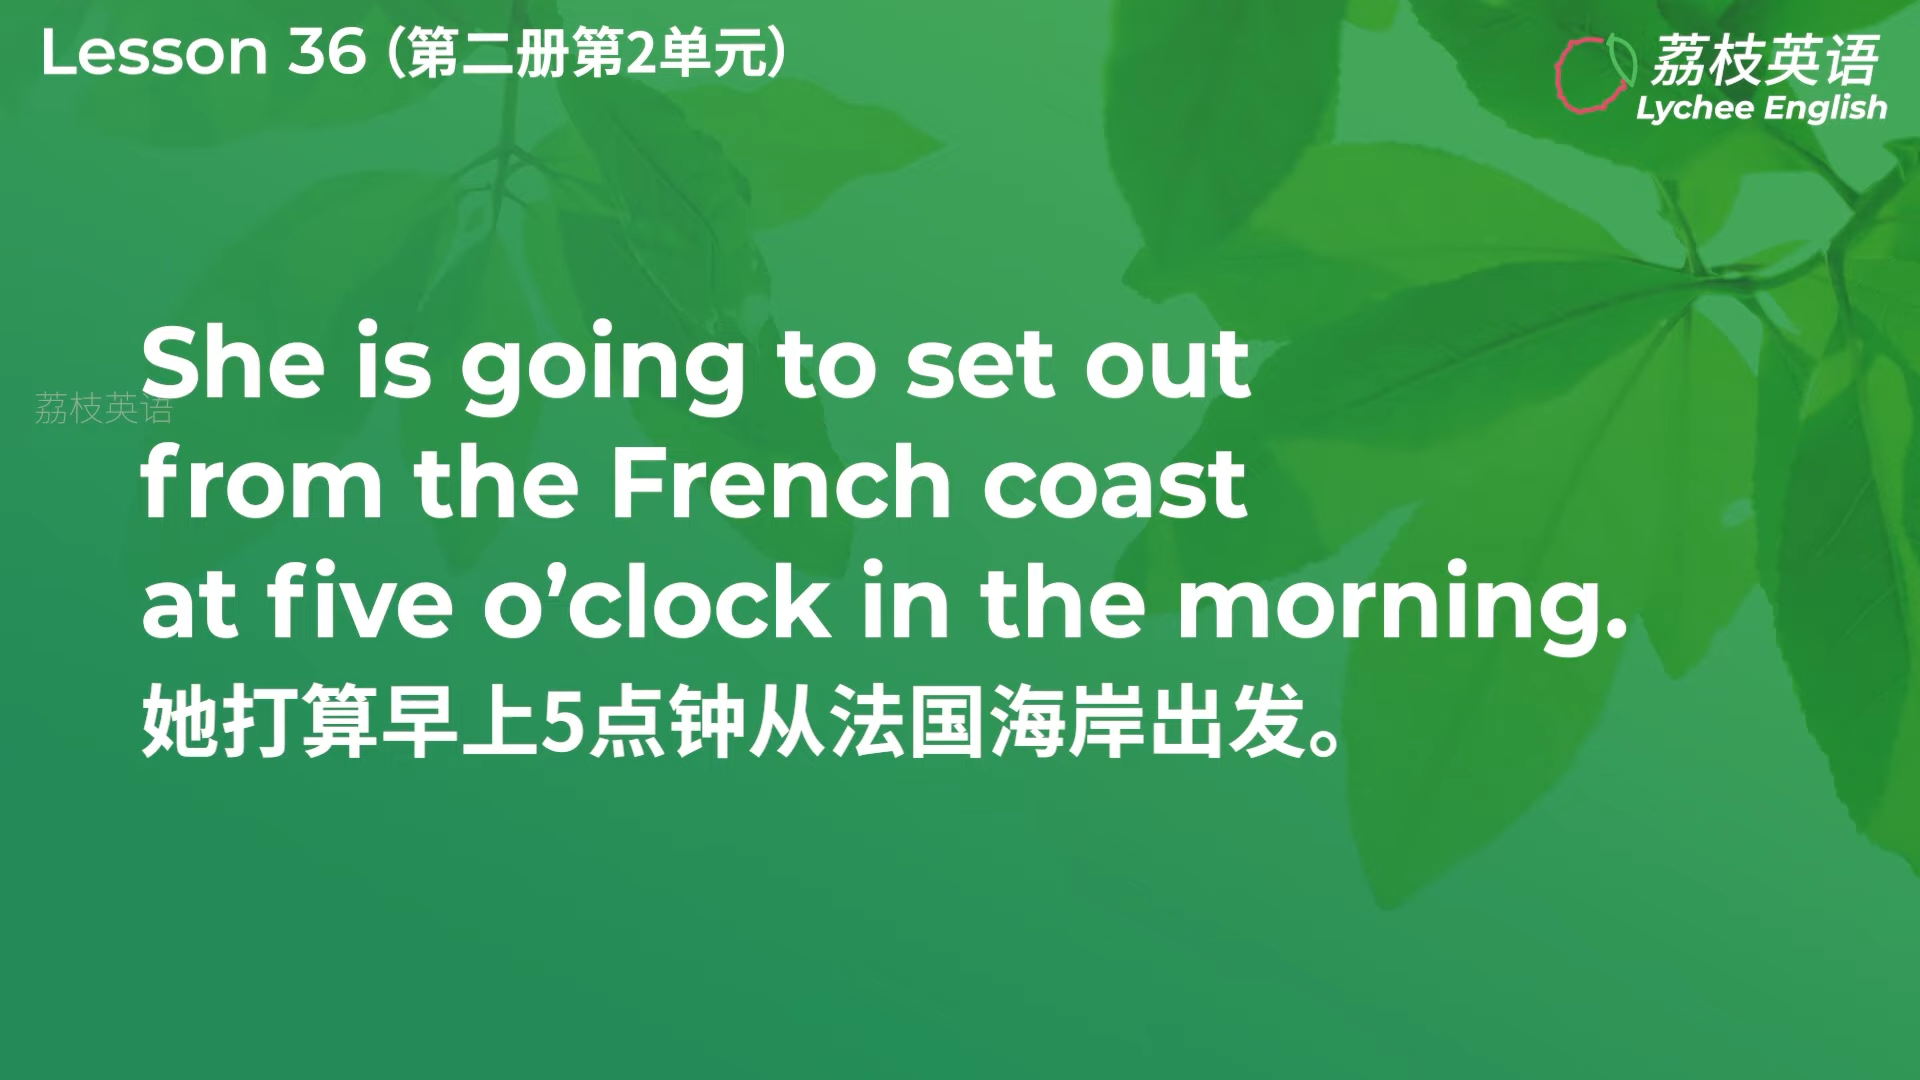 Lesson 36（第二册第2单元）
荔枝英语
Lychee English
She is going to set out
from the French coast
荔枝英语
at five o’clock in the morning.
她打算早上5点钟从法国海岸出发。